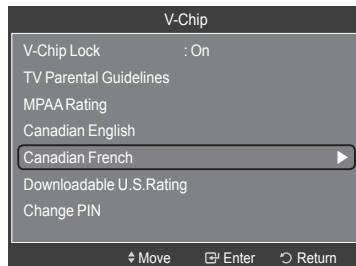 V-Chip
V-Chip Lock : On
TV Parental Guidelines
MPAA Rating
Canadian English
Canadian French
Downloadable U.S.Rating
Change PIN
Move Enter Return